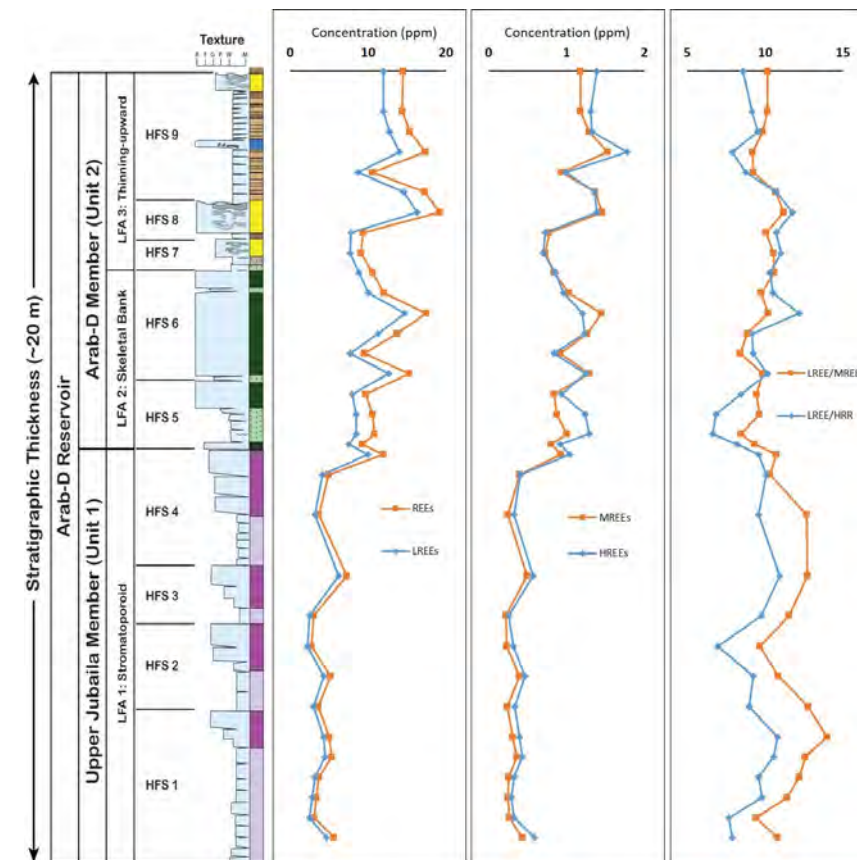 Texture
Concentration (ppm)
0 10 20
Concentration (ppm)
0 1 2
5 10 15
Stratigraphic Thickness (~20 m)
Arab-D Reservoir
Arab-D Member (Unit 2)
Upper Jubaila Member (Unit 1)
LFA 3: Thinning-upward
LFA 2: Skeletal Bank
LFA 1: Stromatoporoid
HFS 9
HFS 8
HFS 7
HFS 6
HFS 5
HFS 4
HFS 3
HFS 2
HFS 1
REEs
LREEs
MREEs
HREEs
LREE/MREE
LREE/HRR